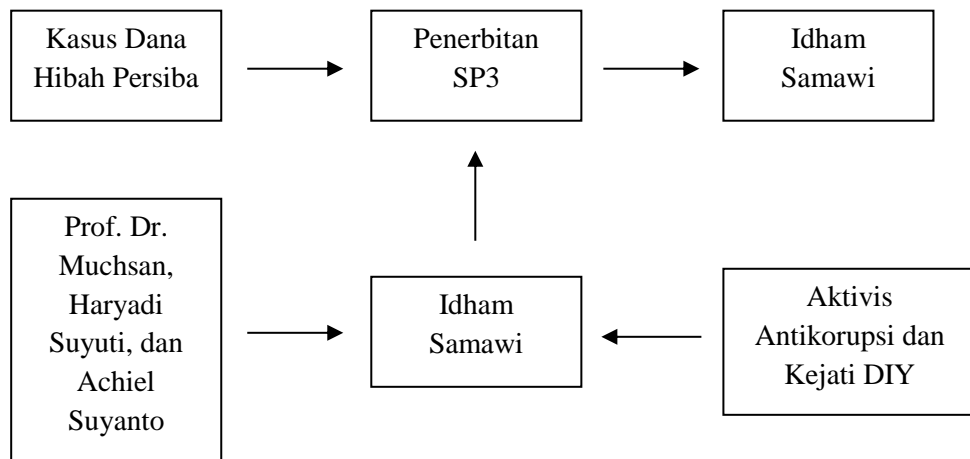 Kasus Dana
Hibah Persiba
Penerbitan
SP3
Idham
Samawi
Prof. Dr.
Muchsan,
Haryadi
Suyuti, dan
Achiel
Suyanto
Idham
Samawi
Aktivis
Antikorupsi dan
Kejati DIY